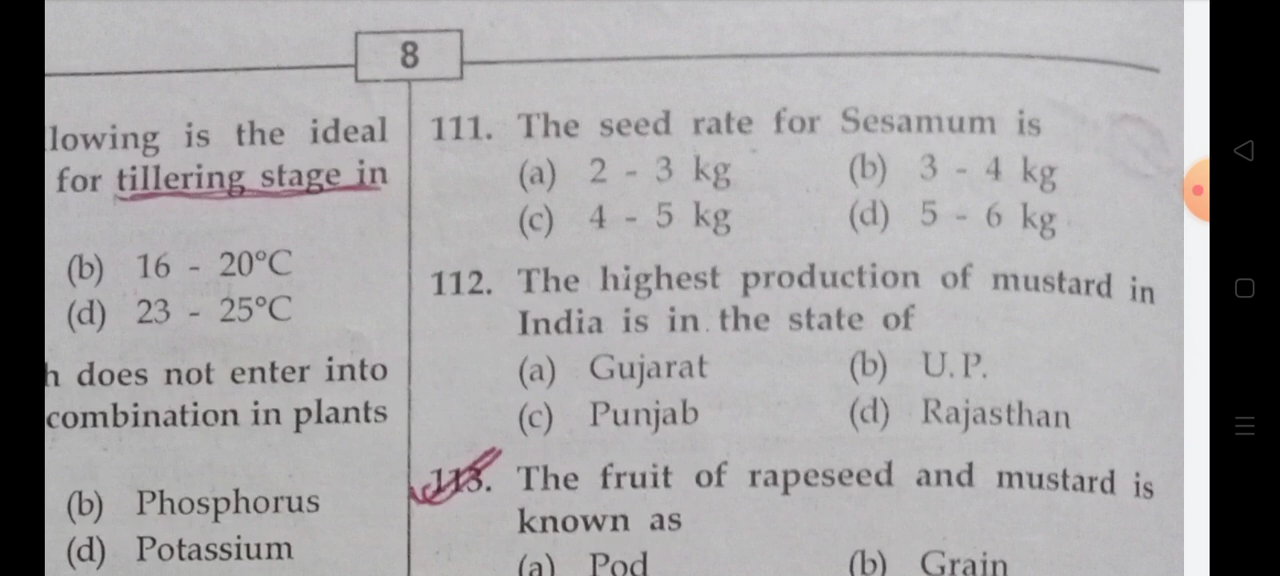 8
lowing is the ideal
for tillering stage in
(b) 16 - 20°C
(d) 23 - 25°C
h does not enter into
combination in plants
(b) Phosphorus
(d) Potassium
111. The seed rate for Sesamum is
(a) 2 - 3 kg (b) 3 - 4 kg
(c) 4 - 5 kg (d) 5 - 6 kg
112. The highest production of mustard in
India is in the state of
(a) Gujarat (b) U.P.
(c) Punjab (d) Rajasthan
113. The fruit of rapeseed and mustard is
known as
(a) Pod (b) Grain